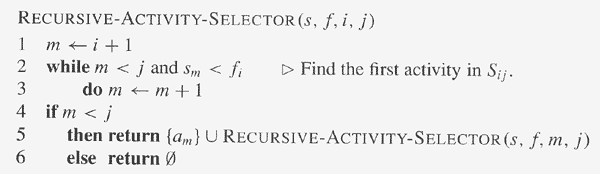 RECURSIVE-ACTIVITY-SELECTOR(s, f, i, j)
1 m ← i + 1
2 while m < j and s_m < f_i ▷ Find the first activity in S_ij.
3 do m ← m + 1
4 if m < j
5 then return {a_m} ∪ RECURSIVE-ACTIVITY-SELECTOR(s, f, m, j)
6 else return ∅